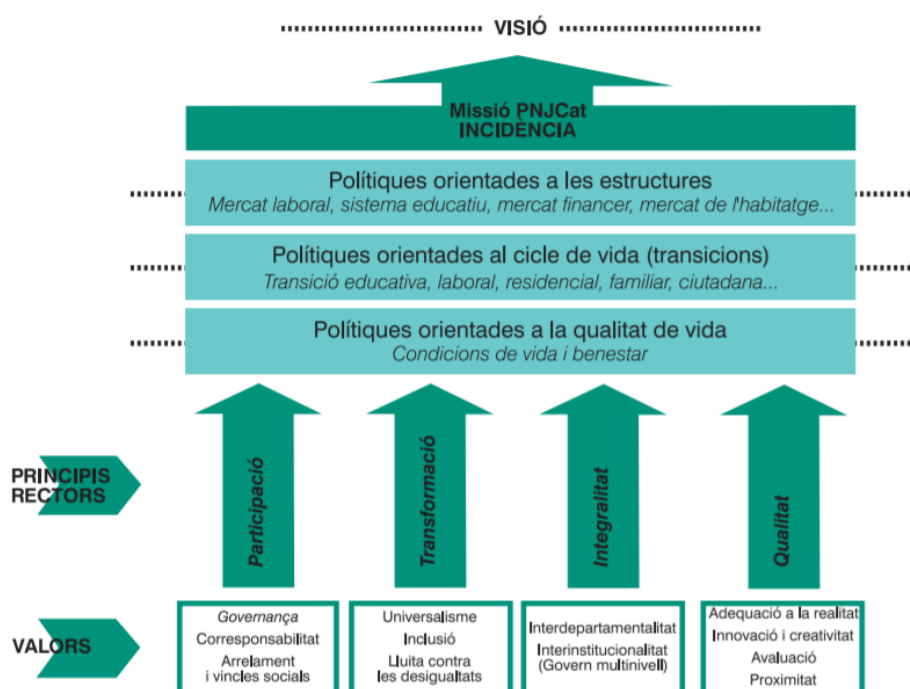 VISIÓ
Missió PNJCat
INCIDÈNCIA
Polítiques orientades a les estructures
Mercat laboral, sistema educatiu, mercat financer, mercat de l'habitatge...
Polítiques orientades al cicle de vida (transicions)
Transició educativa, laboral, residencial, familiar, ciutadana...
Polítiques orientades a la qualitat de vida
Condicions de vida i benestar
PRINCIPIS
RECTORS
Participació
Transformació
Integralitat
Qualitat
VALORS
Governança
Corresponsabilitat
Arrelament
i vincles socials
Universalisme
Inclusió
Lluita contra
les desigualtats
Interdepartamentalitat
Interinstitucionalitat
(Govern multinivell)
Adequació a la realitat
Innovació i creativitat
Avaluació
Proximitat